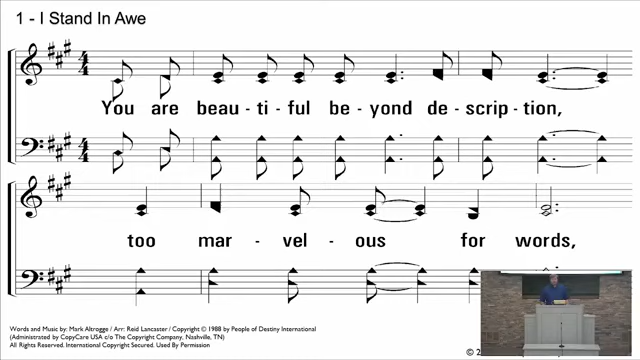 1 - I Stand In Awe
You are beau - ti - ful be - yond de - scrip - tion,
too mar - vel - ous for words,
Words and Music by: Mark Altrogge / Arr: Reid Lancaster / Copyright © 1988 by People of Destiny International
(Administrated by CopyCare USA c/o The Copyright Company, Nashville, TN)
All Rights Reserved. International Copyright Secured. Used By Permission
© 2